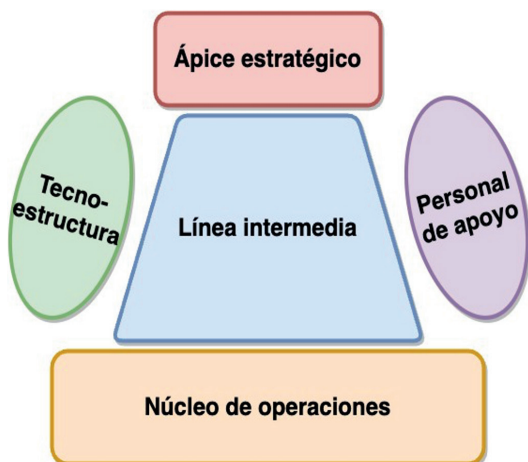 Ápice estratégico
Tecno-
estructura
Línea intermedia
Personal
de apoyo
Núcleo de operaciones